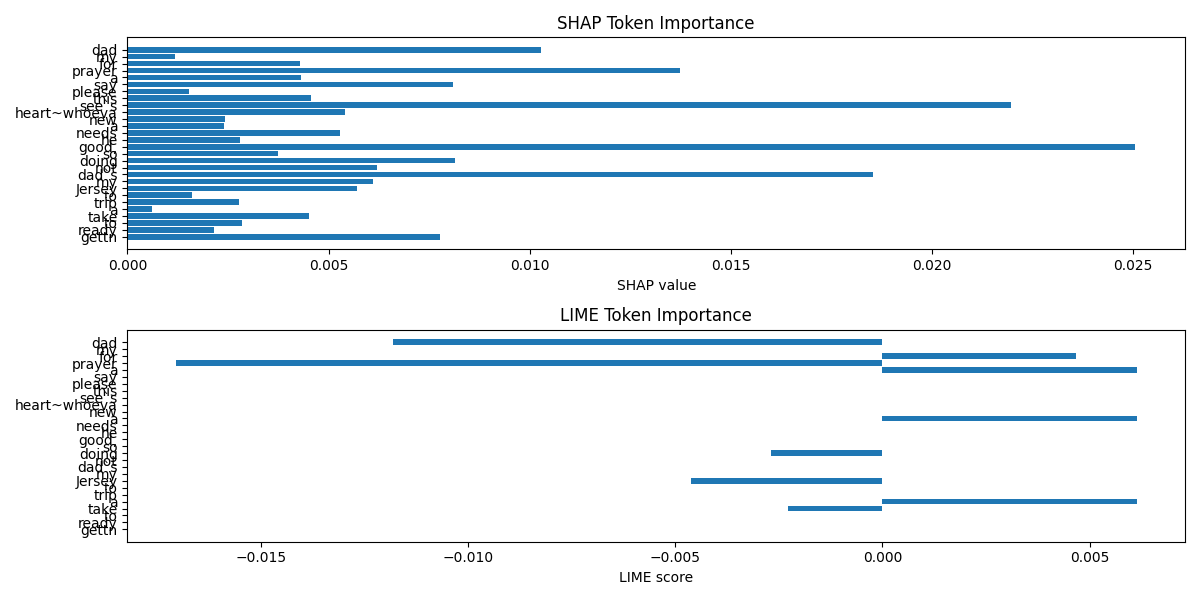 SHAP Token Importance
dad
my
for
prayer
a
say
please
this
see´s
heart~whoeva
new
a
needs
he
good.
so
doing
not
dad´s
my
Jersey
to
trip
a
take
to
ready
gettn
0.000 0.005 0.010 0.015 0.020 0.025
SHAP value
LIME Token Importance
dad
my
for
prayer
a
say
please
this
see´s
heart~whoeva
new
a
needs
he
good.
so
doing
not
dad´s
my
Jersey
to
trip
a
take
to
ready
gettn
−0.015 −0.010 −0.005 0.000 0.005
LIME score